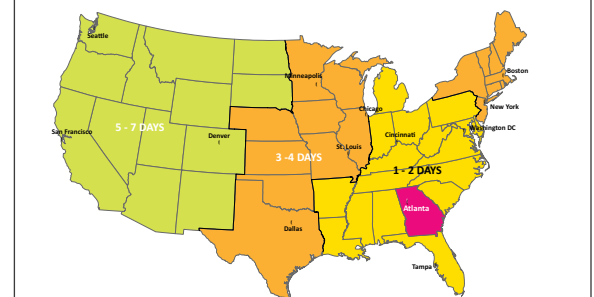 Seattle
Boston
Minneapolis
Chicago
New York
San Francisco
5 - 7 DAYS
Denver
Cincinnati
Washington DC
St. Louis
3 -4 DAYS
1 - 2 DAYS
Atlanta
Dallas
Tampa